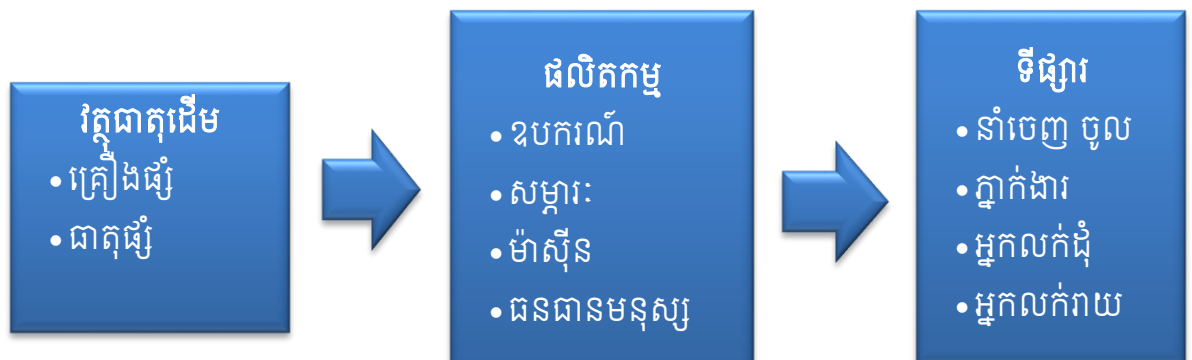 វត្ថុធាតុដើម
• គ្រឿងផ្សំ
• ធាតុផ្សំ
ផលិតកម្ម
• ឧបករណ៍
• សម្ភារៈ
• ម៉ាស៊ីន
• ធនធានមនុស្ស
ទីផ្សារ
• នាំចេញ ចូល
• ភ្នាក់ងារ
• អ្នកលក់ដុំ
• អ្នកលក់រាយ